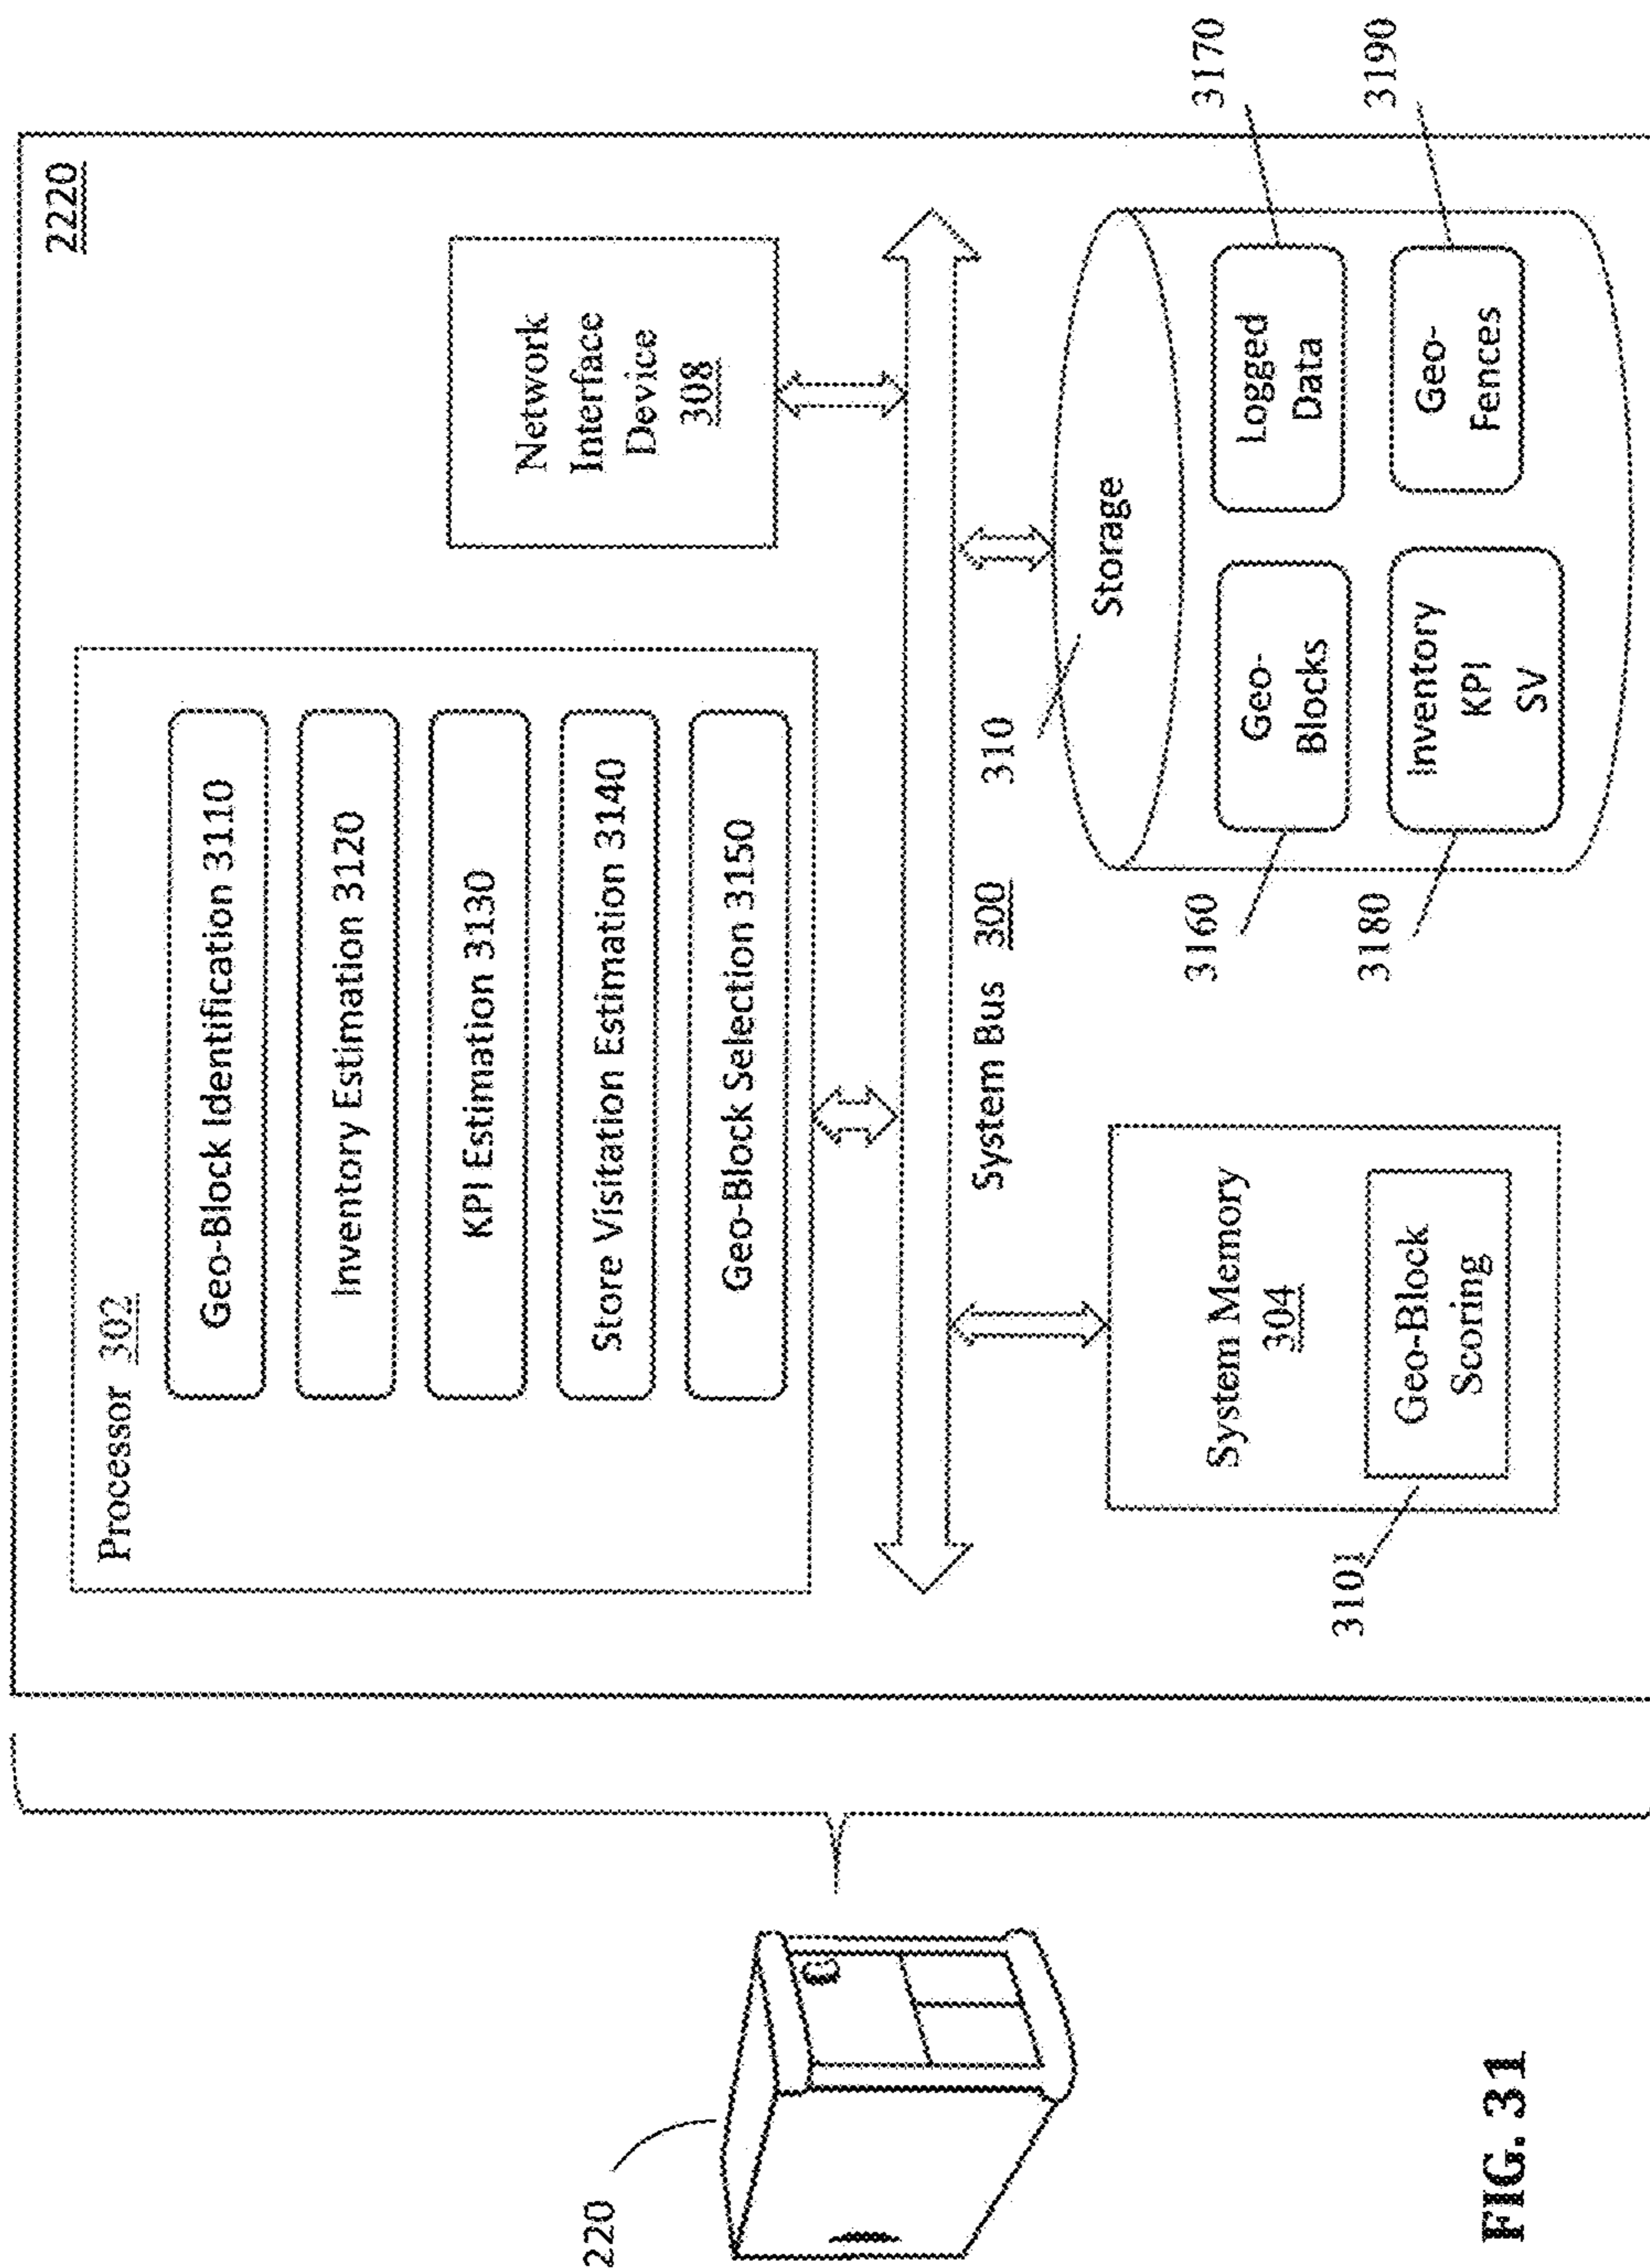 2220
Processor 302
Geo-Block Identification 3110
Inventory Estimation 3120
KPI Estimation 3130
Store Visitation Estimation 3140
Geo-Block Selection 3150
Network
Interface
Device
308
System Bus 300
310
System Memory
304
Geo-Block
Scoring
3101
Storage
Geo-
Blocks
3160
Logged
Data
3170
Inventory
KPI
SV
3180
Geo-
Fences
3190
220
FIG. 31